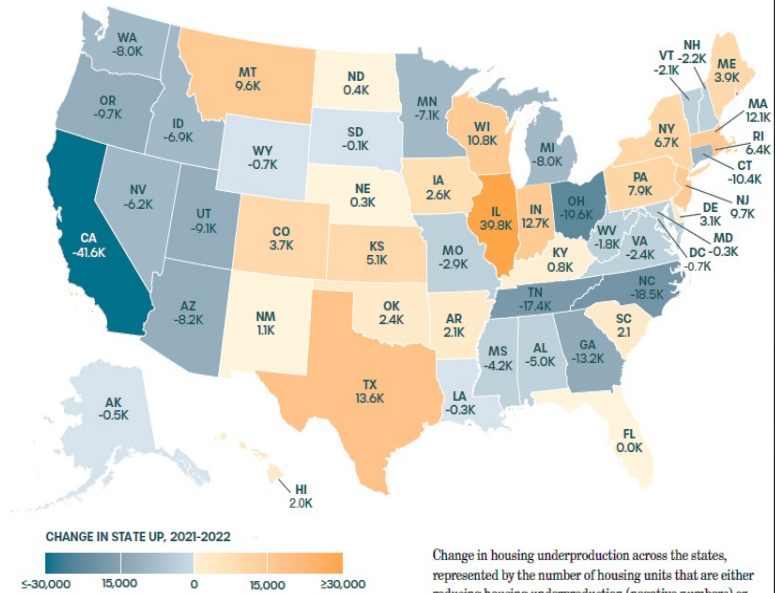 WA
-8.0K
OR
-9.7K
ID
-6.9K
MT
9.6K
ND
0.4K
MN
-7.1K
WI
10.8K
MI
-8.0K
VT
-2.1K
NH
-2.2K
ME
3.9K
MA
12.1K
RI
6.4K
CT
-10.4K
NY
6.7K
NJ
9.7K
PA
7.9K
DE
3.1K
MD
-0.3K
DC
-0.7K
WY
-0.7K
SD
-0.1K
NE
0.3K
IA
2.6K
IL
39.8K
IN
12.7K
OH
-19.6K
WV
-1.8K
VA
-2.4K
NV
-6.2K
UT
-9.1K
CO
3.7K
KS
5.1K
MO
-2.9K
KY
0.8K
CA
-41.6K
AZ
-8.2K
NM
1.1K
OK
2.4K
AR
2.1K
TN
-17.4K
NC
-18.5K
SC
2.1
MS
-4.2K
AL
-5.0K
GA
-13.2K
TX
13.6K
LA
-0.3K
FL
0.0K
AK
-0.5K
HI
2.0K
CHANGE IN STATE UP, 2021-2022
≤-30,000 15,000 0 15,000 ≥30,000
Change in housing underproduction across the states,
represented by the number of housing units that are either
reducing housing underproduction (negative numbers) or